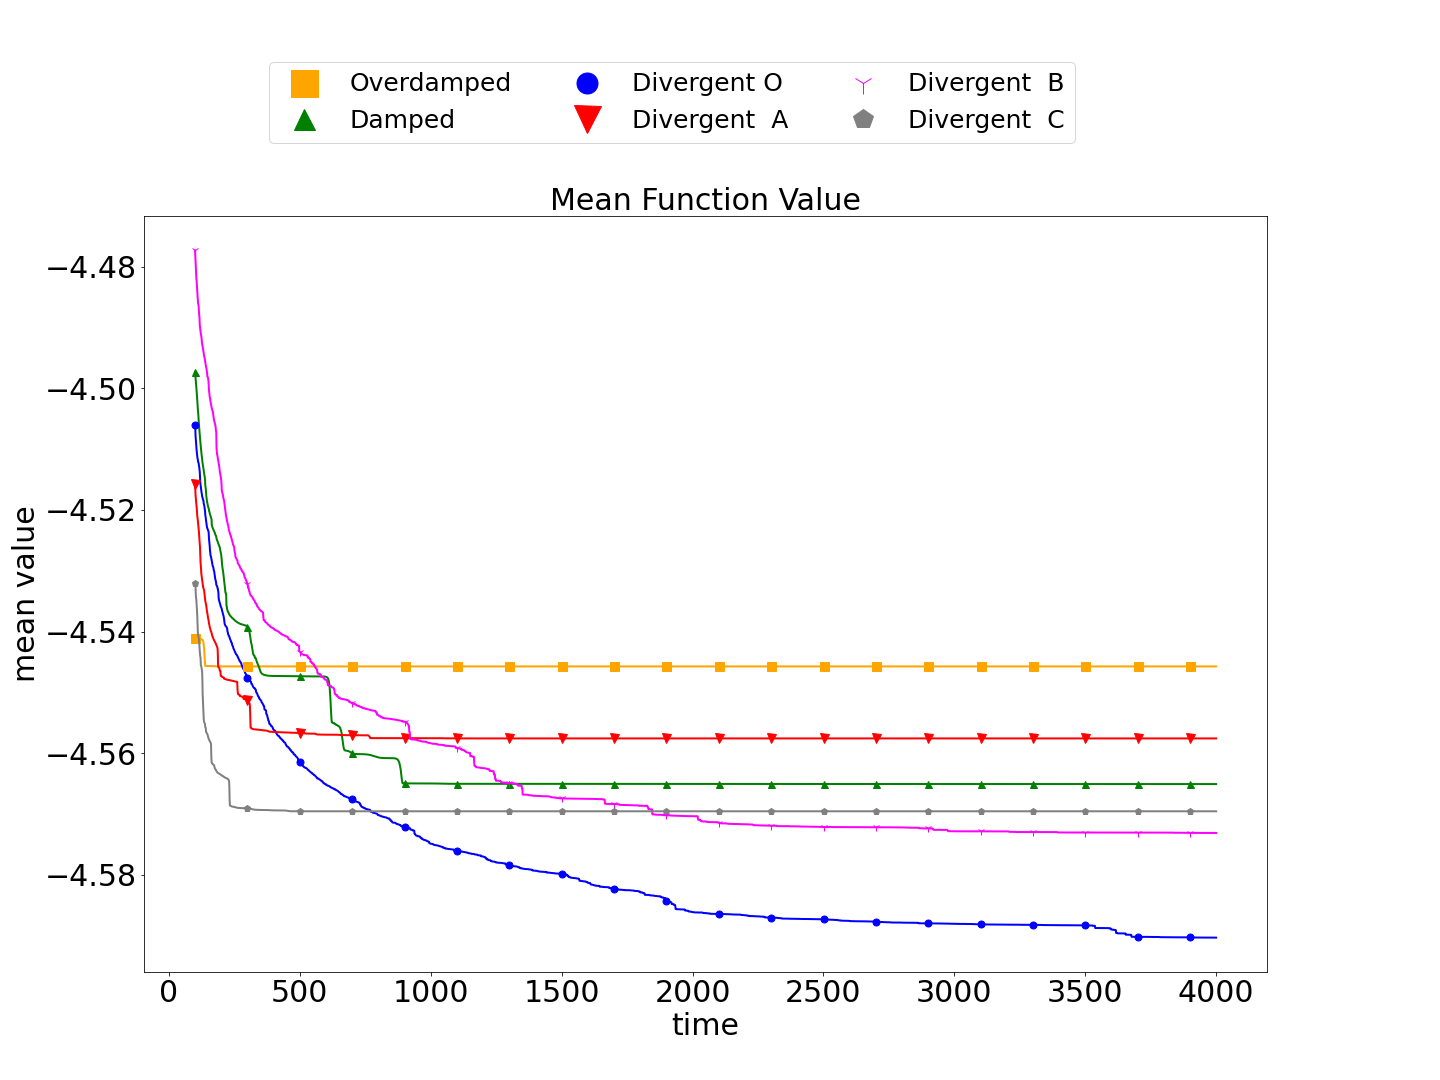 Overdamped Divergent O Divergent  B
Damped Divergent  A Divergent  C
Mean Function Value
−4.48
−4.50
−4.52
−4.54
−4.56
−4.58
mean value
0 500 1000 1500 2000 2500 3000 3500 4000
time